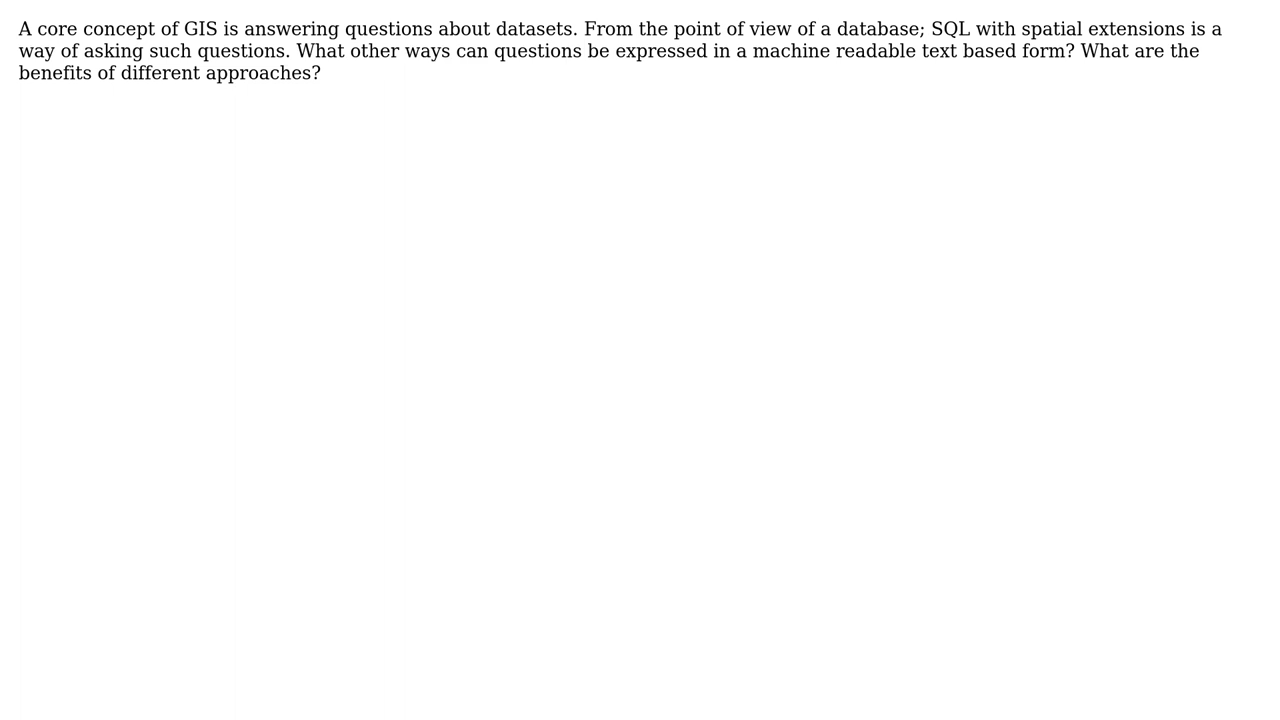 A core concept of GIS is answering questions about datasets. From the point of view of a database; SQL with spatial extensions is a
way of asking such questions. What other ways can questions be expressed in a machine readable text based form? What are the
benefits of different approaches?